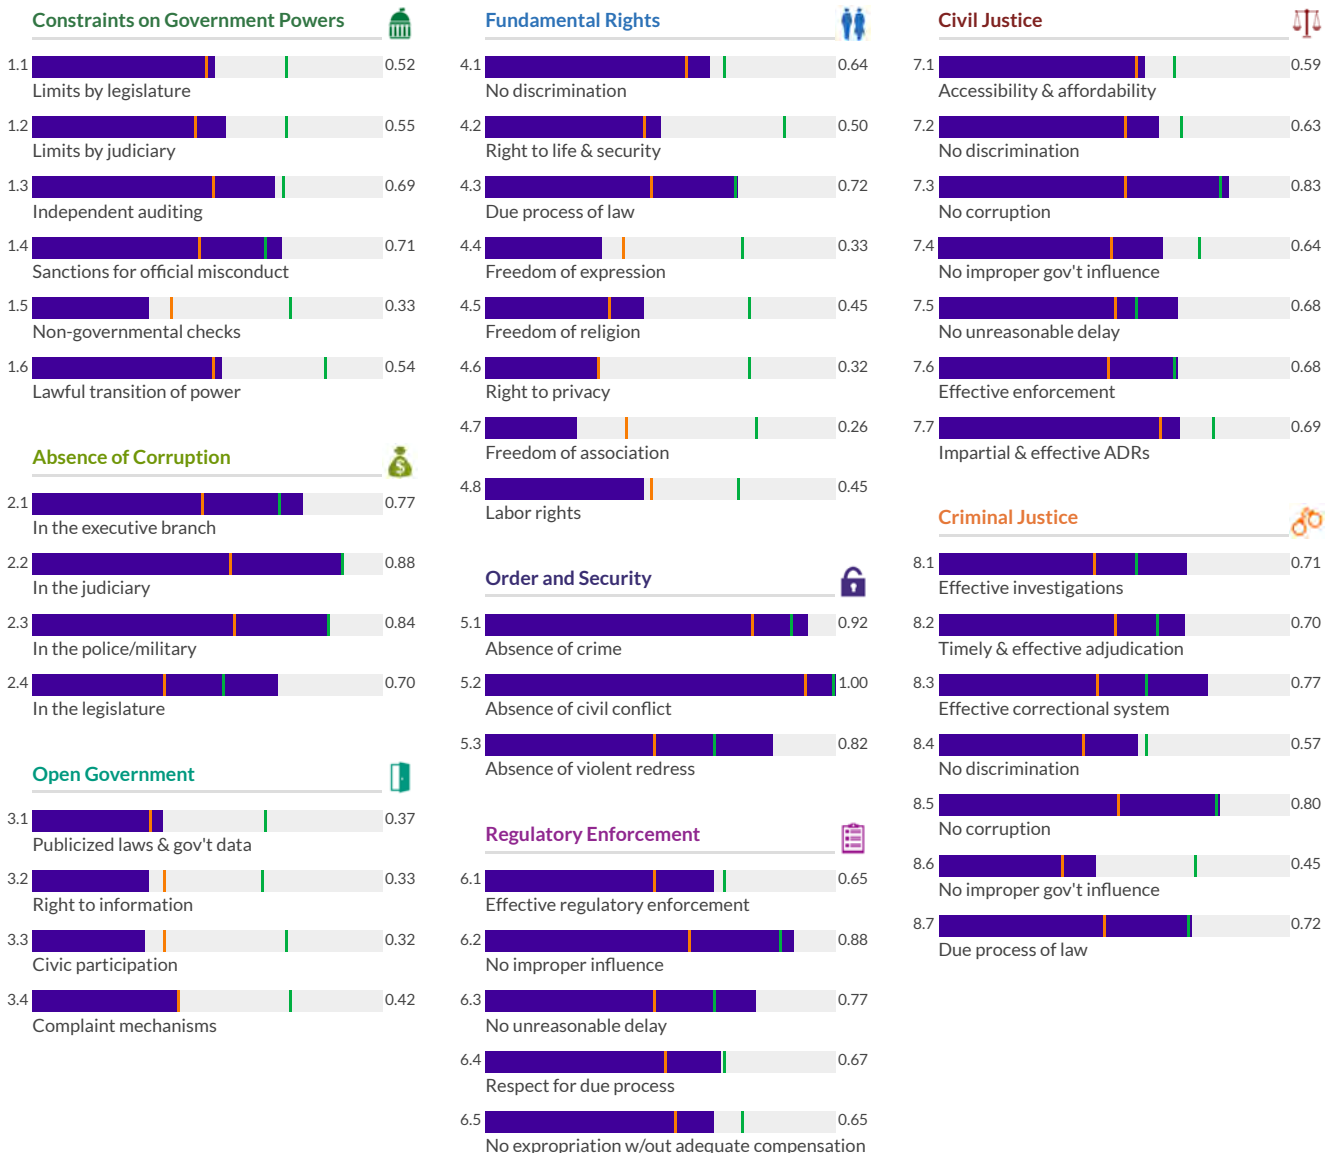 Constraints on Government Powers
1.1 0.52
Limits by legislature
1.2 0.55
Limits by judiciary
1.3 0.69
Independent auditing
1.4 0.71
Sanctions for official misconduct
1.5 0.33
Non-governmental checks
1.6 0.54
Lawful transition of power
Absence of Corruption
$
2.1 0.77
In the executive branch
2.2 0.88
In the judiciary
2.3 0.84
In the police/military
2.4 0.70
In the legislature
Open Government
3.1 0.37
Publicized laws & gov't data
3.2 0.33
Right to information
3.3 0.32
Civic participation
3.4 0.42
Complaint mechanisms
Fundamental Rights
4.1 0.64
No discrimination
4.2 0.50
Right to life & security
4.3 0.72
Due process of law
4.4 0.33
Freedom of expression
4.5 0.45
Freedom of religion
4.6 0.32
Right to privacy
4.7 0.26
Freedom of association
4.8 0.45
Labor rights
Order and Security
5.1 0.92
Absence of crime
5.2 1.00
Absence of civil conflict
5.3 0.82
Absence of violent redress
Regulatory Enforcement
6.1 0.65
Effective regulatory enforcement
6.2 0.88
No improper influence
6.3 0.77
No unreasonable delay
6.4 0.67
Respect for due process
6.5 0.65
No expropriation w/out adequate compensation
Civil Justice
7.1 0.59
Accessibility & affordability
7.2 0.63
No discrimination
7.3 0.83
No corruption
7.4 0.64
No improper gov't influence
7.5 0.68
No unreasonable delay
7.6 0.68
Effective enforcement
7.7 0.69
Impartial & effective ADRs
Criminal Justice
8.1 0.71
Effective investigations
8.2 0.70
Timely & effective adjudication
8.3 0.77
Effective correctional system
8.4 0.57
No discrimination
8.5 0.80
No corruption
8.6 0.45
No improper gov't influence
8.7 0.72
Due process of law